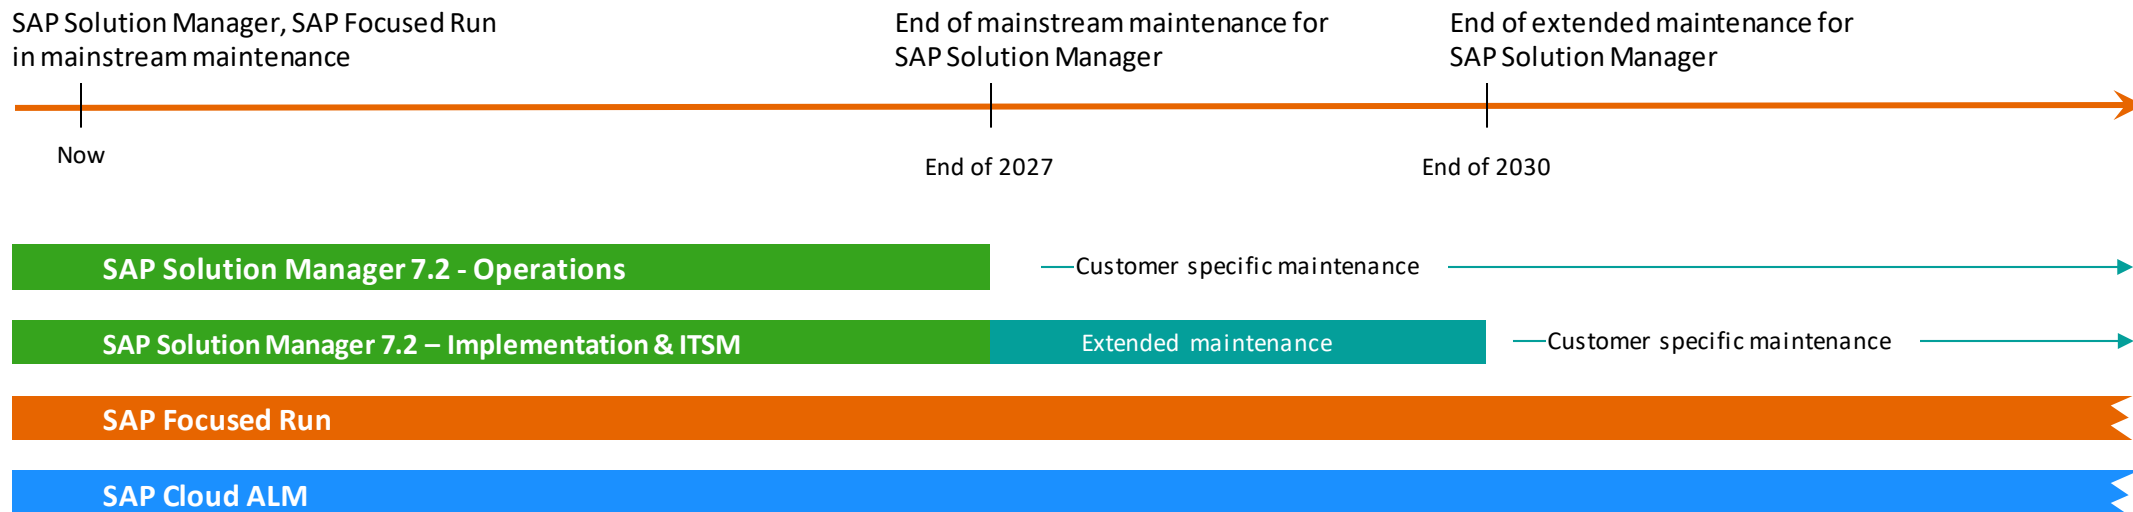 SAP Solution Manager, SAP Focused Run
in mainstream maintenance
End of mainstream maintenance for
SAP Solution Manager
End of extended maintenance for
SAP Solution Manager
Now
End of 2027
End of 2030
SAP Solution Manager 7.2 - Operations
Customer specific maintenance
SAP Solution Manager 7.2 – Implementation & ITSM
Extended maintenance
Customer specific maintenance
SAP Focused Run
SAP Cloud ALM